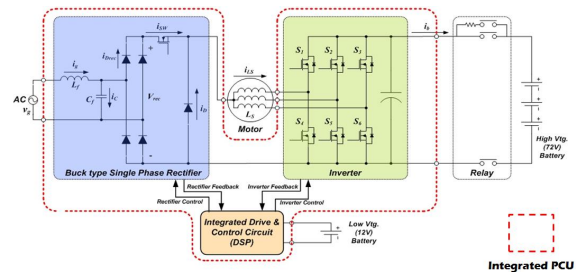 i_SW
i_b
i_Drec
+
S_1
S_2
S_3
i_g
L_f
i_LS
AC
v_g
C_f
i_C
V_rec
i_D
L_S
Motor
S_4
S_5
S_6
-
Buck type Single Phase Rectifier
Inverter
Relay
High Vtg.
(72V)
Battery
Rectifier Feedback
Rectifier Control
Inverter Feedback
Inverter Control
Integrated Drive &
Control Circuit
(DSP)
Low Vtg.
(12V)
Battery
Integrated PCU